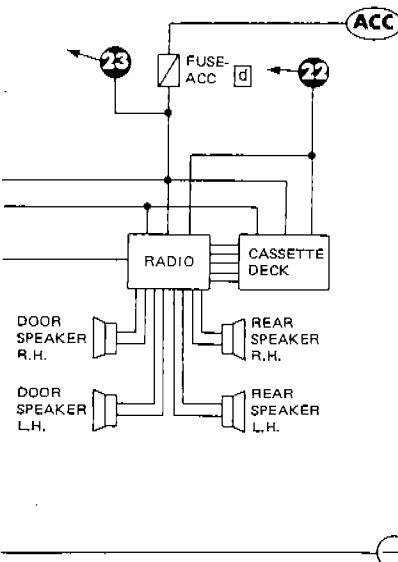 ACC
23
FUSE-
ACC d
22
RADIO
CASSETTE
DECK
DOOR
SPEAKER
R.H.
REAR
SPEAKER
R.H.
DOOR
SPEAKER
L.H.
REAR
SPEAKER
L.H.